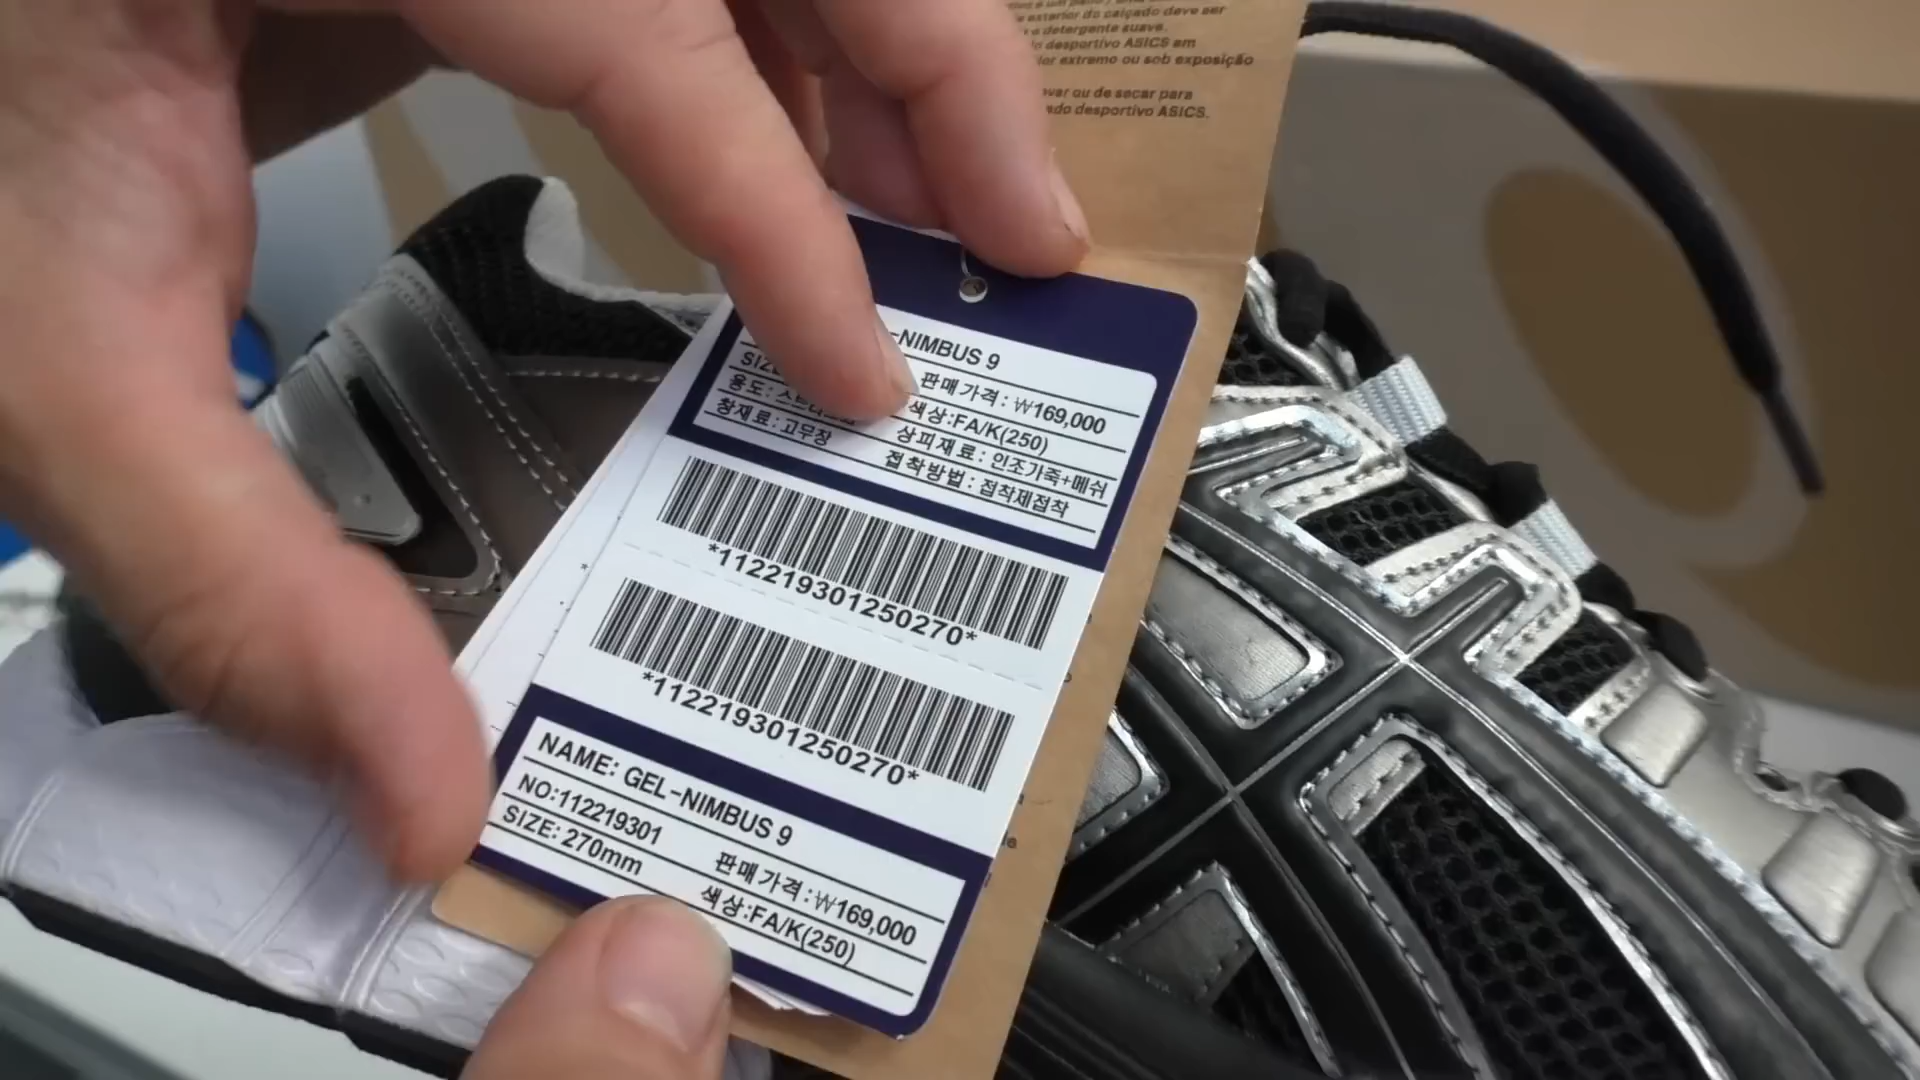 exterior do calçado deve ser
e detergente suave.
desportivo ASICS em
extremo ou sob exposição
ou de secar para
desportivo ASICS.
-NIMBUS 9
판매가격: ₩169,000
용도: 색상:FA/K(250)
창재료: 고무창 상피재료: 인조가죽+메쉬
접착방법: 접착제접착
*112219301250270*
*112219301250270*
NAME: GEL-NIMBUS 9
NO:112219301 판매가격:₩169,000
SIZE: 270mm 색상:FA/K(250)